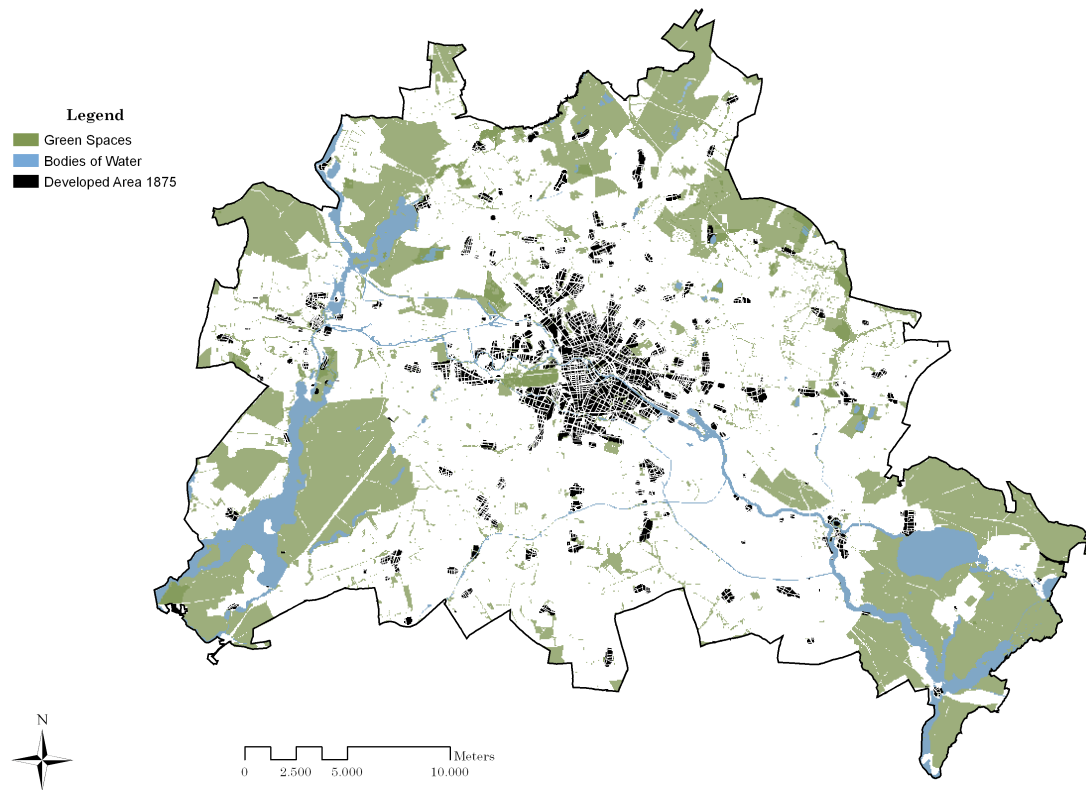 Legend
Green Spaces
Bodies of Water
Developed Area 1875
N
Meters
0 2.500 5.000 10.000